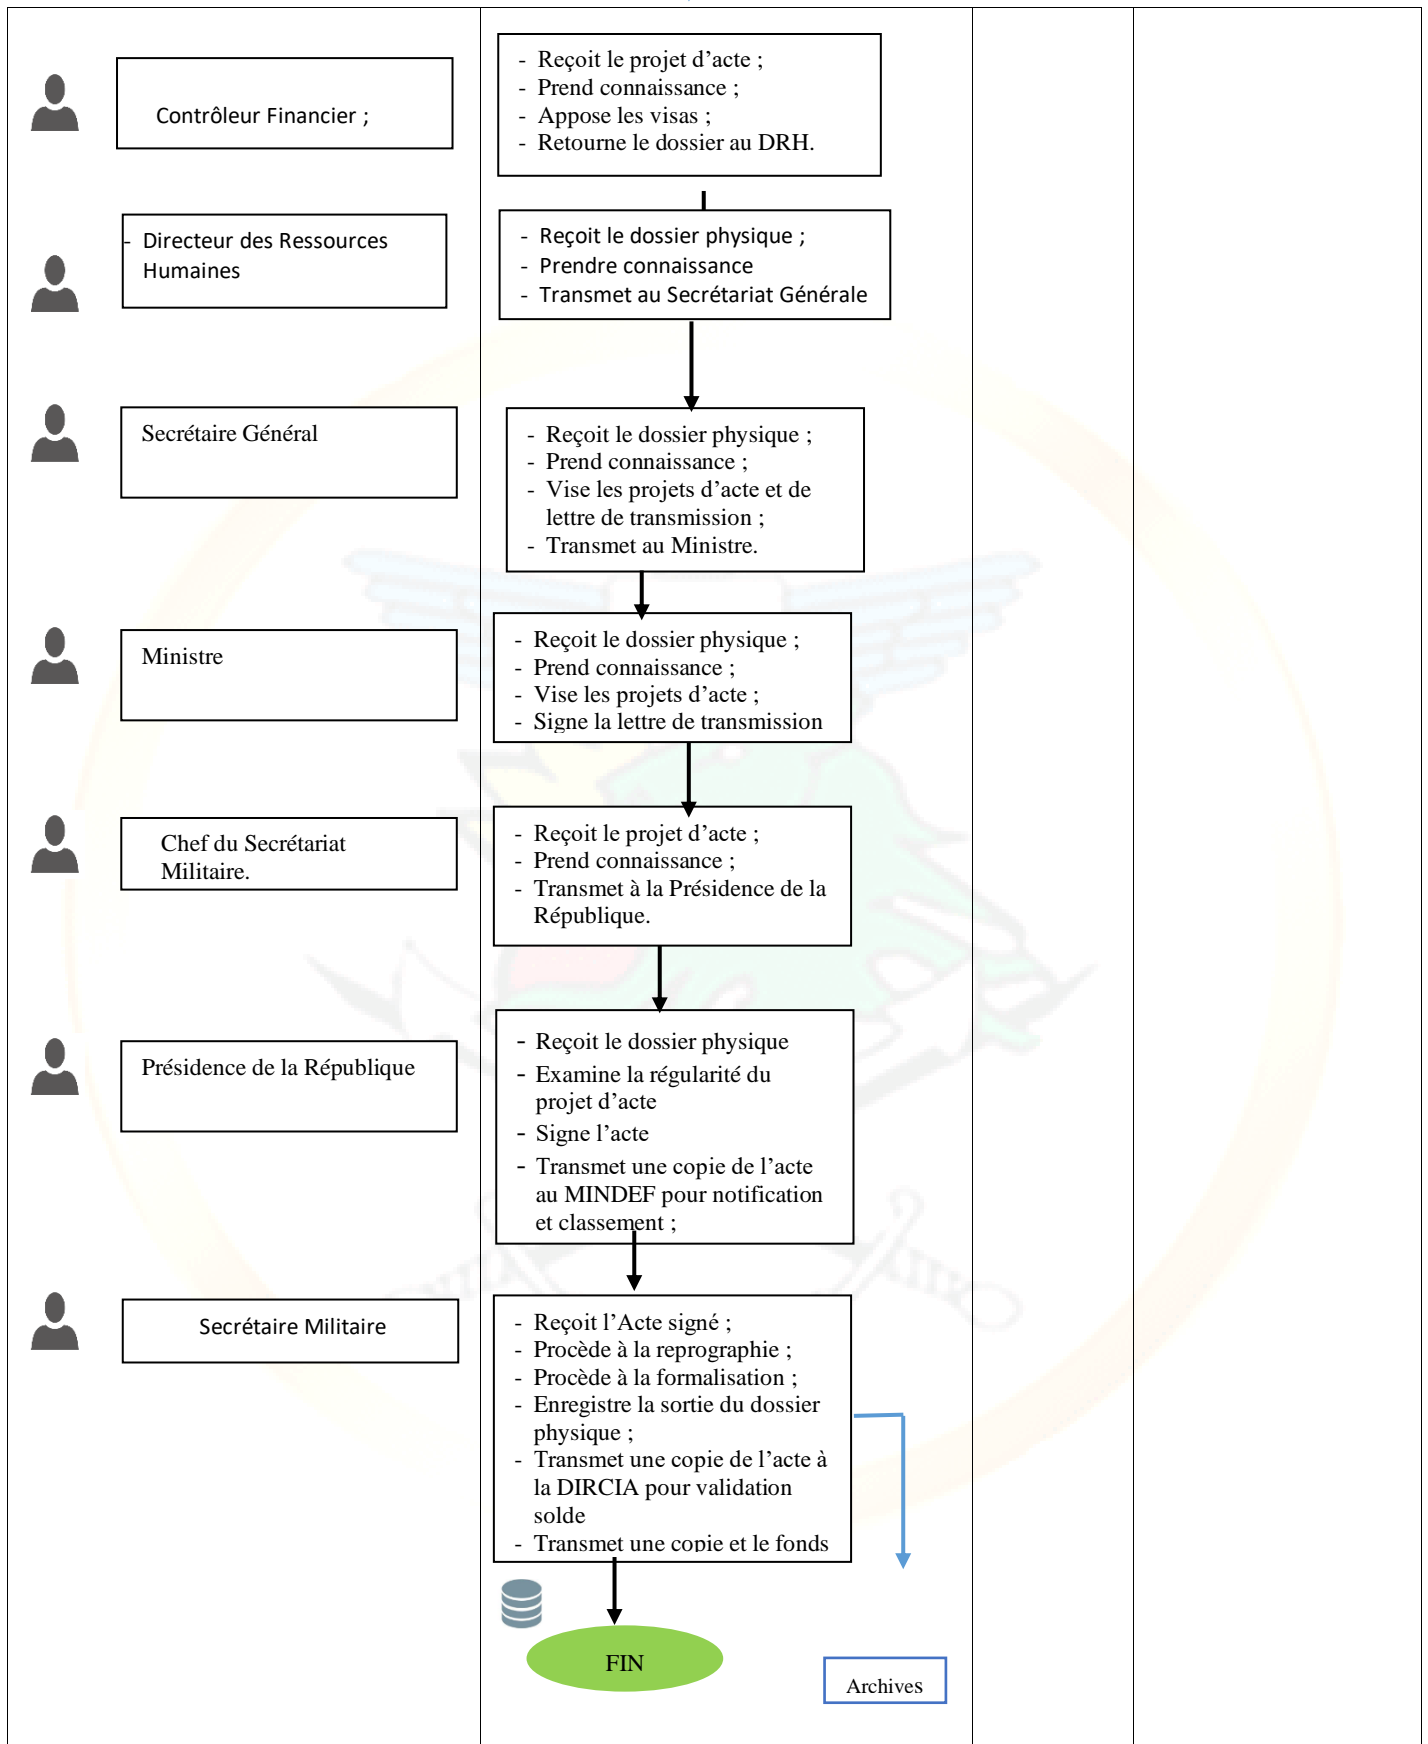 Contrôleur Financier ;
- Reçoit le projet d’acte ;
- Prend connaissance ;
- Appose les visas ;
- Retourne le dossier au DRH.
- Directeur des Ressources
Humaines
- Reçoit le dossier physique ;
- Prendre connaissance
- Transmet au Secrétariat Générale
Secrétaire Général
- Reçoit le dossier physique ;
- Prend connaissance ;
- Vise les projets d’acte et de
lettre de transmission ;
- Transmet au Ministre.
Ministre
- Reçoit le dossier physique ;
- Prend connaissance ;
- Vise les projets d’acte ;
- Signe la lettre de transmission
Chef du Secrétariat
Militaire.
- Reçoit le projet d’acte ;
- Prend connaissance ;
- Transmet à la Présidence de la
République.
Présidence de la République
- Reçoit le dossier physique
- Examine la régularité du
projet d’acte
- Signe l’acte
- Transmet une copie de l’acte
au MINDEF pour notification
et classement ;
Secrétaire Militaire
- Reçoit l’Acte signé ;
- Procède à la reprographie ;
- Procède à la formalisation ;
- Enregistre la sortie du dossier
physique ;
- Transmet une copie de l’acte à
la DIRCIA pour validation
solde
- Transmet une copie et le fonds
FIN
Archives